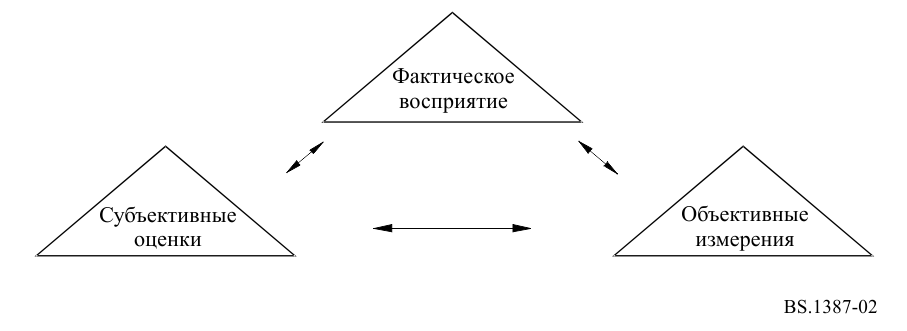 Фактическое
восприятие
Субъективные
оценки
Объективные
измерения
BS.1387-02